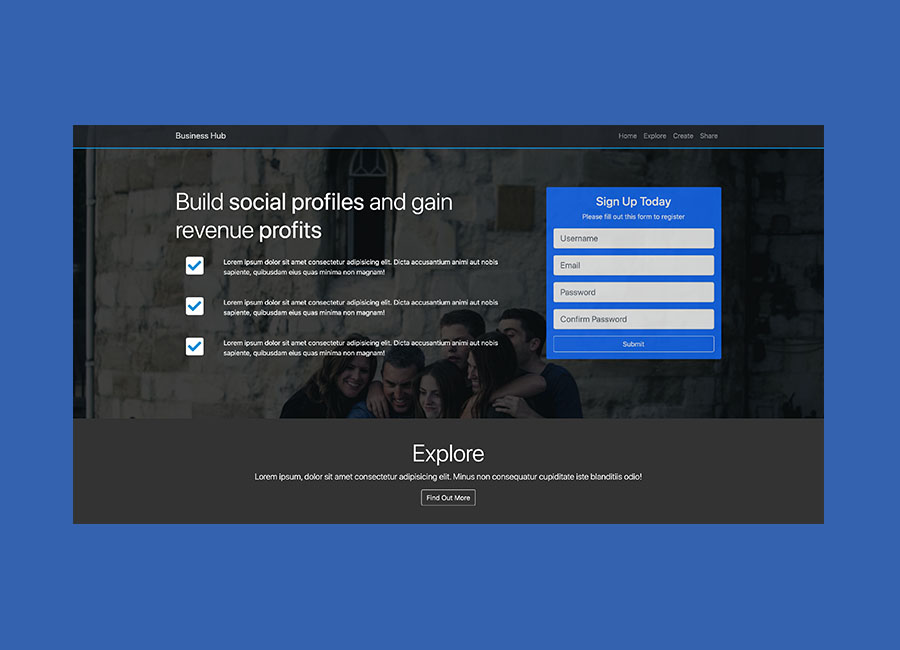 Business Hub
Home Explore Create Share
Build social profiles and gain
revenue profits
Lorem ipsum dolor sit amet consectetur adipisicing elit. Dicta accusantium animi aut nobis
sapiente, quibusdam eius quas minima non magnam!
Lorem ipsum dolor sit amet consectetur adipisicing elit. Dicta accusantium animi aut nobis
sapiente, quibusdam eius quas minima non magnam!
Lorem ipsum dolor sit amet consectetur adipisicing elit. Dicta accusantium animi aut nobis
sapiente, quibusdam eius quas minima non magnam!
Sign Up Today
Please fill out this form to register
Username
Email
Password
Confirm Password
Submit
Explore
Lorem ipsum, dolor sit amet consectetur adipisicing elit. Minus non consequatur cupiditate iste blanditiis odio!
Find Out More